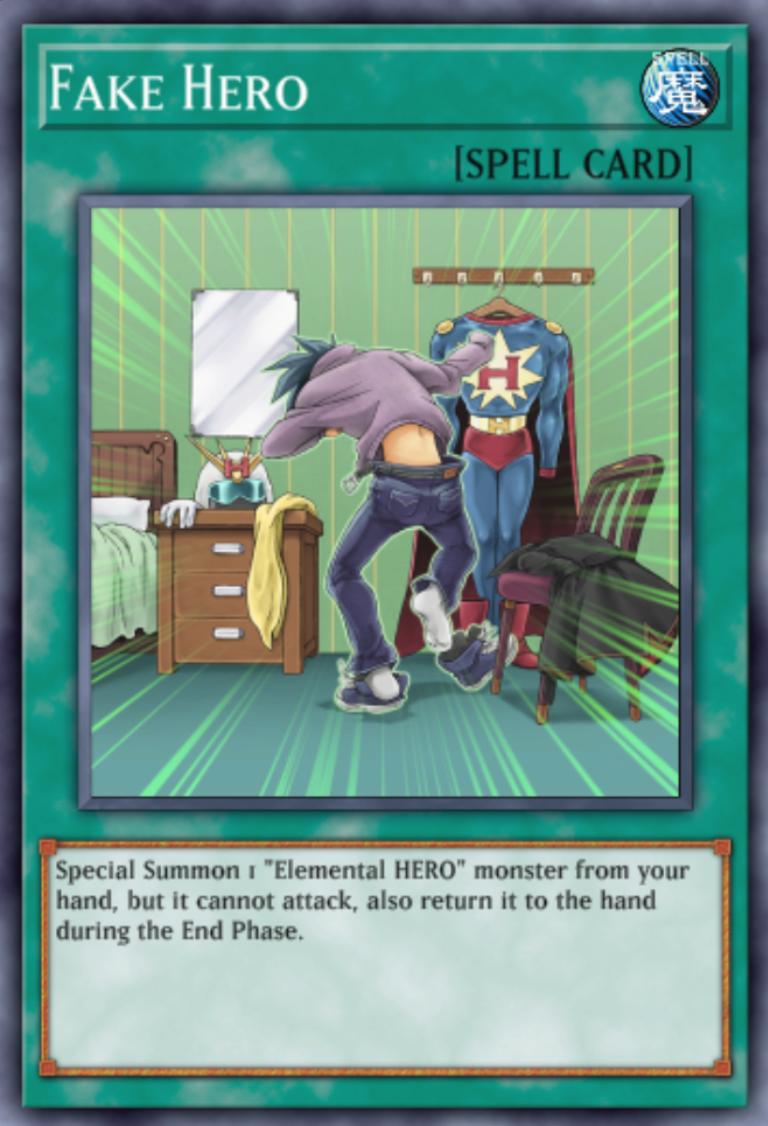 Fake Hero
SPELL
魔
[SPELL CARD]
H
H
H
Special Summon 1 "Elemental HERO" monster from your
hand, but it cannot attack, also return it to the hand
during the End Phase.